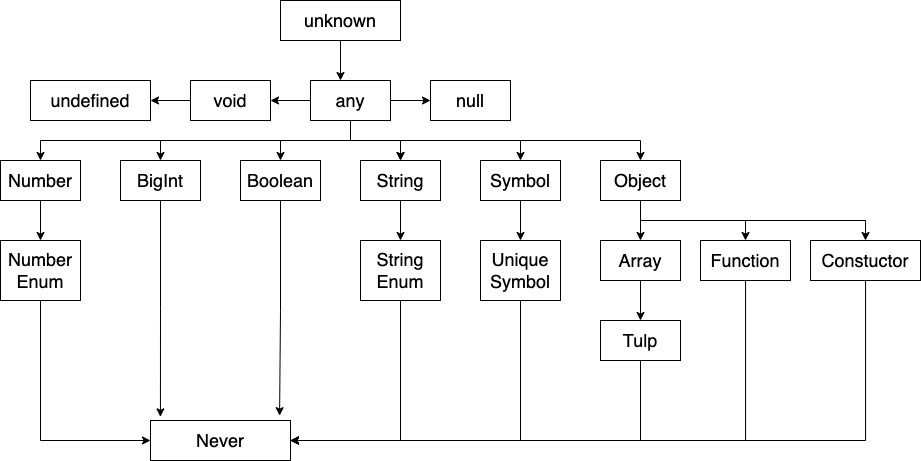 unknown
undefined
void
any
null
Number
BigInt
Boolean
String
Symbol
Object
Number
Enum
String
Enum
Unique
Symbol
Array
Function
Constuctor
Tulp
Never